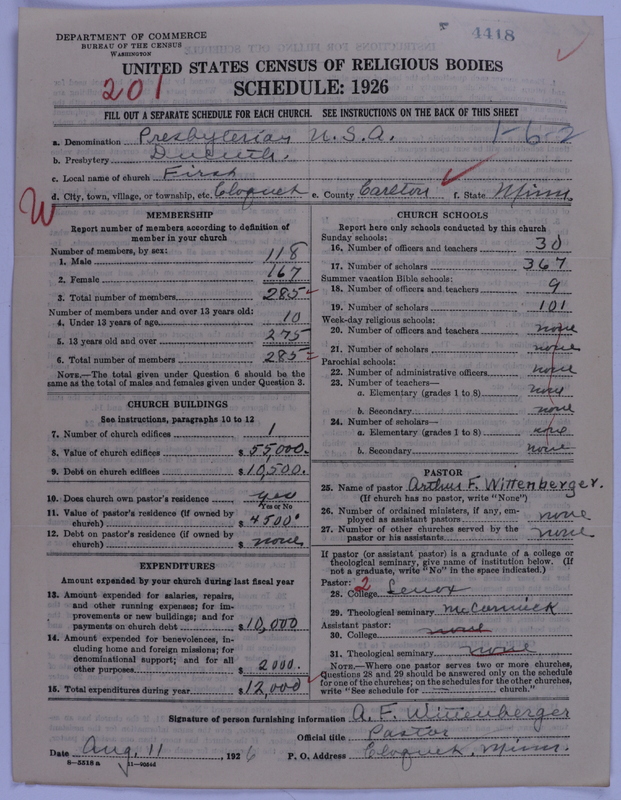 DEPARTMENT OF COMMERCE
BUREAU OF THE CENSUS
WASHINGTON
4418
UNITED STATES CENSUS OF RELIGIOUS BODIES
201
SCHEDULE: 1926
FILL OUT A SEPARATE SCHEDULE FOR EACH CHURCH. SEE INSTRUCTIONS ON THE BACK OF THIS SHEET
a. Denomination Presbyterian U.S.A. 1-6-2
b. Presbytery Duluth.
c. Local name of church First
d. City, town, village, or township, etc. Cloquet e. County Carlton f. State Minn.
W
MEMBERSHIP
Report number of members according to definition of
member in your church
Number of members, by sex:
1. Male 118
2. Female 167
3. Total number of members 285
Number of members under and over 13 years old:
4. Under 13 years of age 10
5. 13 years old and over 275
6. Total number of members 285
NOTE.—The total given under Question 6 should be the
same as the total of males and females given under Question 3.
CHURCH BUILDINGS
See instructions, paragraphs 10 to 12
7. Number of church edifices 1
8. Value of church edifices $55,000.
9. Debt on church edifices $10,500.
10. Does church own pastor's residence yes
Yes or No
11. Value of pastor's residence (if owned by
church) $4500.
12. Debt on pastor's residence (if owned by
church) $none
EXPENDITURES
Amount expended by your church during last fiscal year
13. Amount expended for salaries, repairs,
and other running expenses; for im-
provements or new buildings; and for
payments on church debt $10,000
14. Amount expended for benevolences, in-
cluding home and foreign missions; for
denominational support; and for all
other purposes $2000.
15. Total expenditures during year $12,000
CHURCH SCHOOLS
Report here only schools conducted by this church
Sunday schools:
16. Number of officers and teachers 30
17. Number of scholars 367
Summer vacation Bible schools:
18. Number of officers and teachers 9
19. Number of scholars 101
Week-day religious schools:
20. Number of officers and teachers none
21. Number of scholars none
Parochial schools:
22. Number of administrative officers none
23. Number of teachers—
a. Elementary (grades 1 to 8) none
b. Secondary none
24. Number of scholars—
a. Elementary (grades 1 to 8) none
b. Secondary none
PASTOR
25. Name of pastor Arthur F. Wittenberger.
(If church has no pastor, write "None")
26. Number of ordained ministers, if any, em-
ployed as assistant pastors none
27. Number of other churches served by the
pastor or his assistants none
If pastor (or assistant pastor) is a graduate of a college or
theological seminary, give name of institution below. (If
not a graduate, write "No" in the space indicated.)
Pastor: 2
28. College Lenox
29. Theological seminary McCormick
Assistant pastor:
30. College none
31. Theological seminary none
NOTE.—Where one pastor serves two or more churches,
Questions 28 and 29 should be answered only on the schedule
for one of the churches; on the schedules for the other churches,
write "See schedule for church."
Signature of person furnishing information A. F. Wittenberger
Official title Pastor
Date Aug. 11 1926 P. O. Address Cloquet, Minn.